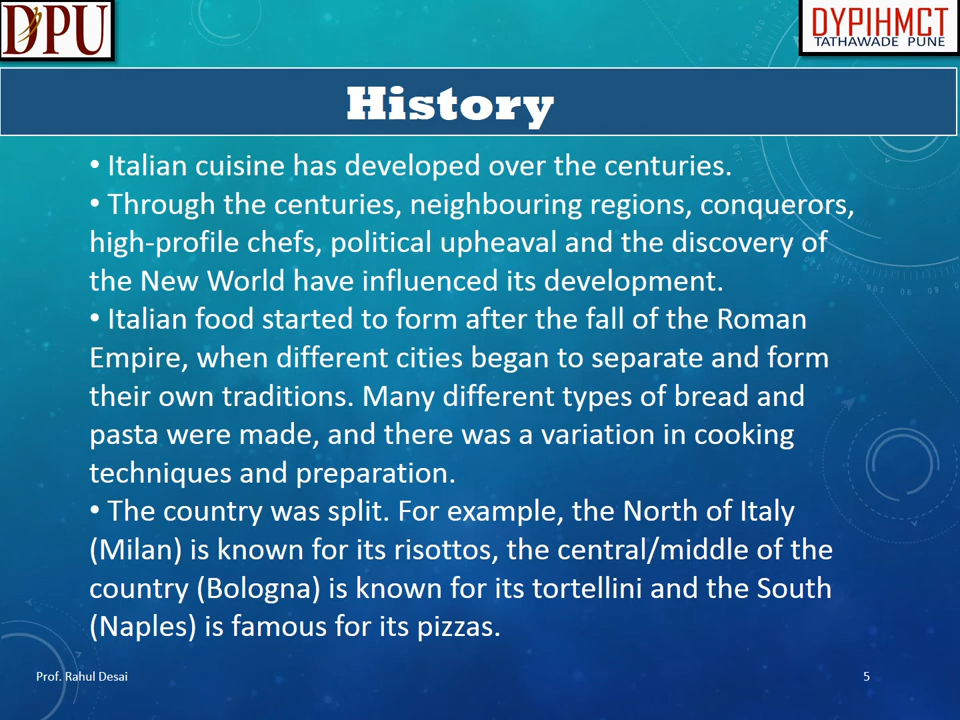 DPU
DYPIHMCT
TATHAWADE PUNE
History
• Italian cuisine has developed over the centuries.
• Through the centuries, neighbouring regions, conquerors,
high-profile chefs, political upheaval and the discovery of
the New World have influenced its development.
• Italian food started to form after the fall of the Roman
Empire, when different cities began to separate and form
their own traditions. Many different types of bread and
pasta were made, and there was a variation in cooking
techniques and preparation.
• The country was split. For example, the North of Italy
(Milan) is known for its risottos, the central/middle of the
country (Bologna) is known for its tortellini and the South
(Naples) is famous for its pizzas.
Prof. Rahul Desai
5